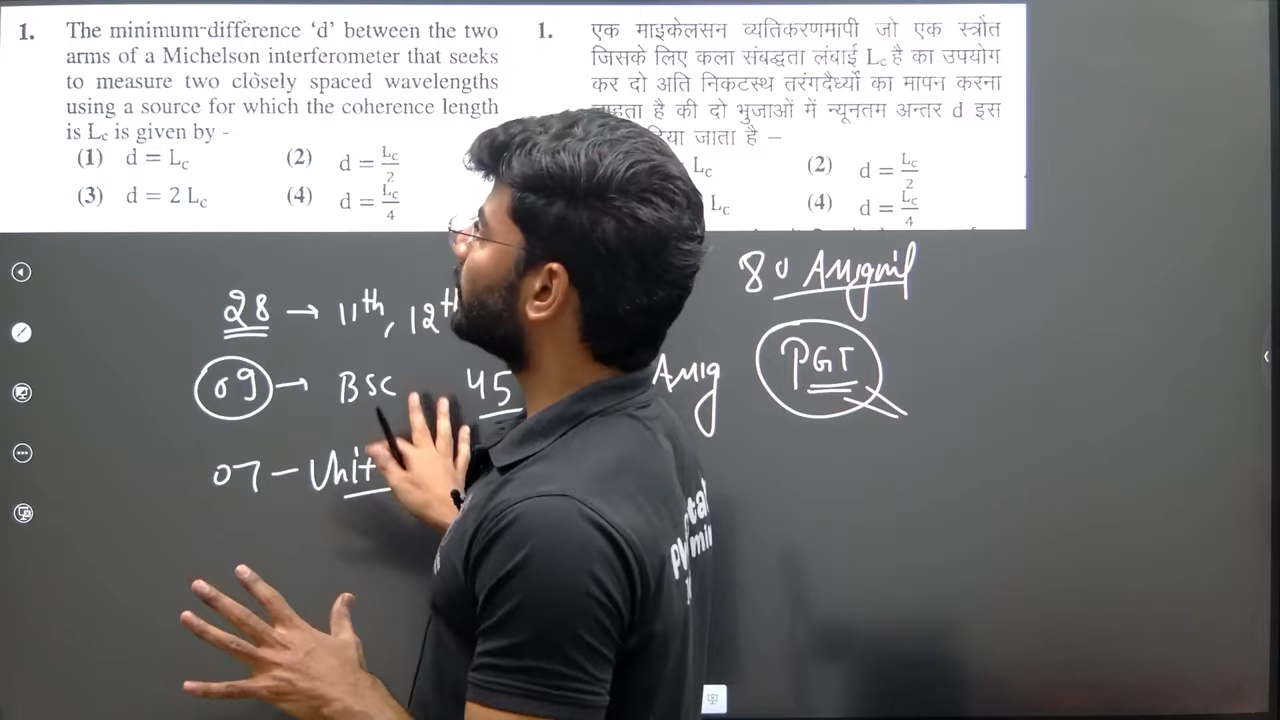 1. The minimum-difference ‘d’ between the two
arms of a Michelson interferometer that seeks
to measure two closely spaced wavelengths
using a source for which the coherence length
is Lc is given by -
(1) d = Lc (2) d = Lc/2
(3) d = 2 Lc (4) d = Lc/4
1. एक माइकेलसन व्यतिकरणमापी जो एक स्त्रौत
जिसके लिए कला संबद्धता लंबाई Lc है का उपयोग
कर दो अति निकटस्थ तरंगदैर्ध्यों का मापन करना
है की दो भुजाओं में न्यूनतम अन्तर d इस
जाता है –
Lc (2) d = Lc/2
Lc (4) d = Lc/4
28 → 11th, 12th
09 → BSC 45
07 – Unit
80
PGT